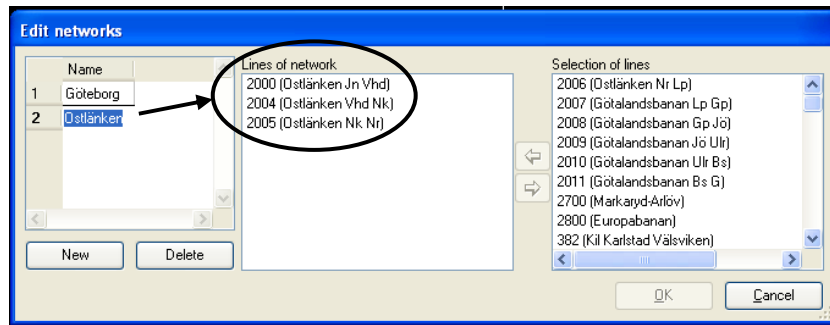 Edit networks
Name
1 Göteborg
2 Ostlänken
New
Delete
Lines of network
2000 (Ostlänken Jn Vhd)
2004 (Ostlänken Vhd Nk)
2005 (Ostlänken Nk Nr)
Selection of lines
2006 (Ostlänken Nr Lp)
2007 (Götalandsbanan Lp Gp)
2008 (Götalandsbanan Gp Jö)
2009 (Götalandsbanan Jö Ulr)
2010 (Götalandsbanan Ulr Bs)
2011 (Götalandsbanan Bs G)
2700 (Markaryd-Arlöv)
2800 (Europabanan)
382 (Kil Karlstad Välsviken)
OK
Cancel